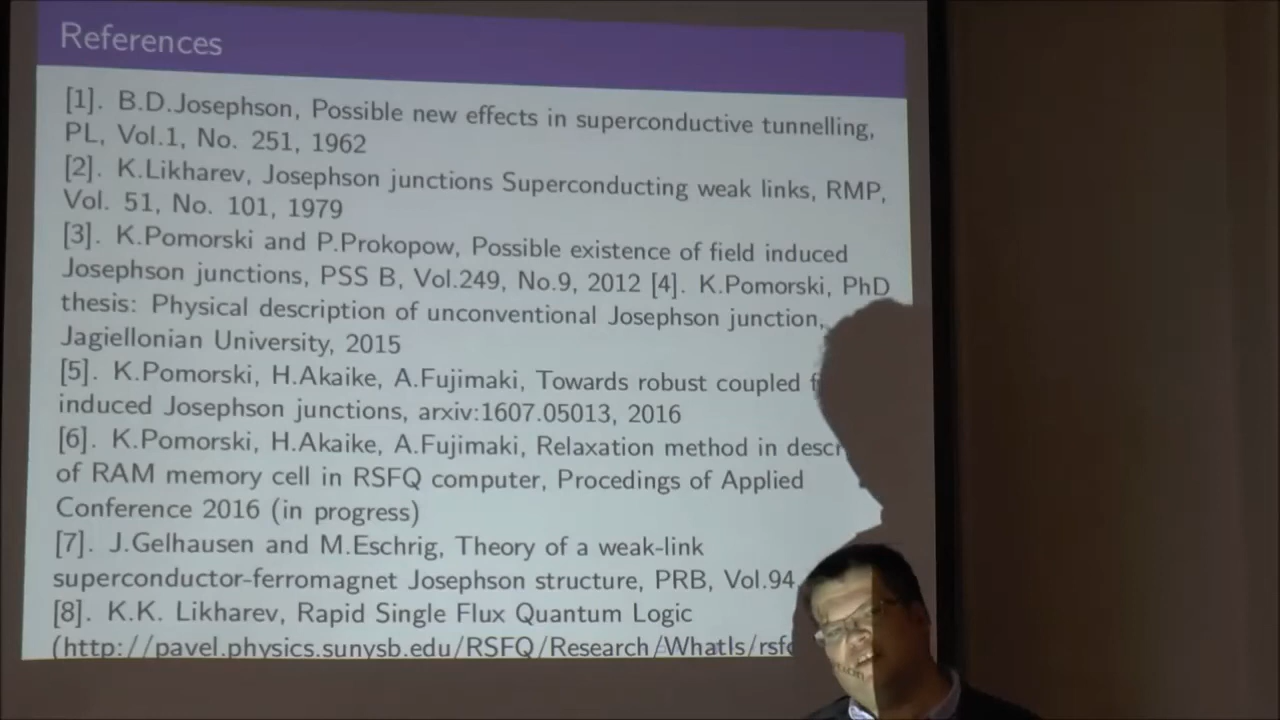 References
[1]. B.D.Josephson, Possible new effects in superconductive tunnelling,
PL, Vol.1, No. 251, 1962
[2]. K.Likharev, Josephson junctions Superconducting weak links, RMP,
Vol. 51, No. 101, 1979
[3]. K.Pomorski and P.Prokopow, Possible existence of field induced
Josephson junctions, PSS B, Vol.249, No.9, 2012 [4]. K.Pomorski, PhD
thesis: Physical description of unconventional Josephson junction,
Jagiellonian University, 2015
[5]. K.Pomorski, H.Akaike, A.Fujimaki, Towards robust coupled
induced Josephson junctions, arxiv:1607.05013, 2016
[6]. K.Pomorski, H.Akaike, A.Fujimaki, Relaxation method in descr
of RAM memory cell in RSFQ computer, Procedings of Applied
Conference 2016 (in progress)
[7]. J.Gelhausen and M.Eschrig, Theory of a weak-link
superconductor-ferromagnet Josephson structure, PRB, Vol.94
[8]. K.K. Likharev, Rapid Single Flux Quantum Logic
(http://pavel.physics.sunysb.edu/RSFQ/Research/WhatIs/rsfq